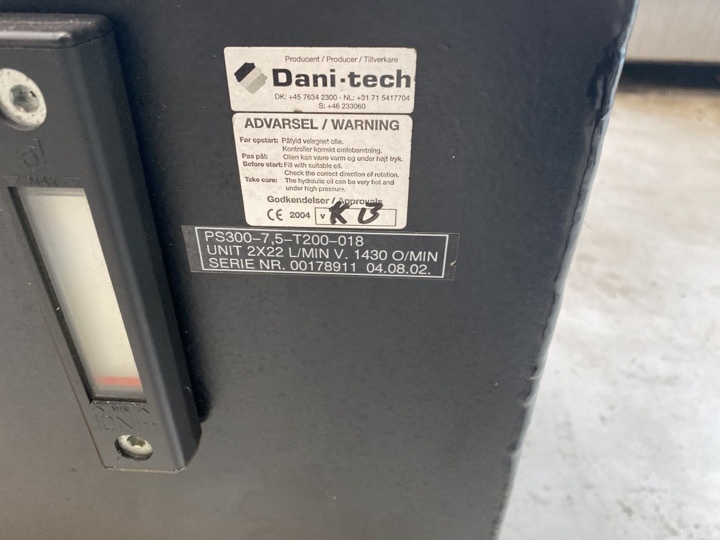 Producent / Producer / Tillverkare
Dani-tech
DK: +45 7634 2300 - NL: +31 71 5417704
S: +46 233060
ADVARSEL / WARNING
Før opstart: Påfyld velegnet olie.
Kontroller korrekt omløbsretning.
Pas på!: Olien kan være varm og under højt tryk.
Before start: Fill with suitable oil.
Check the correct direction of rotation.
Take care: The hydraulic oil can be very hot and
under high pressure.
Godkendelser / Approvals
CE 2004 v KB
PS300-7,5-T200-018
UNIT 2X22 L/MIN V. 1430 O/MIN
SERIE NR. 00178911 04.08.02.
MAX
MIN